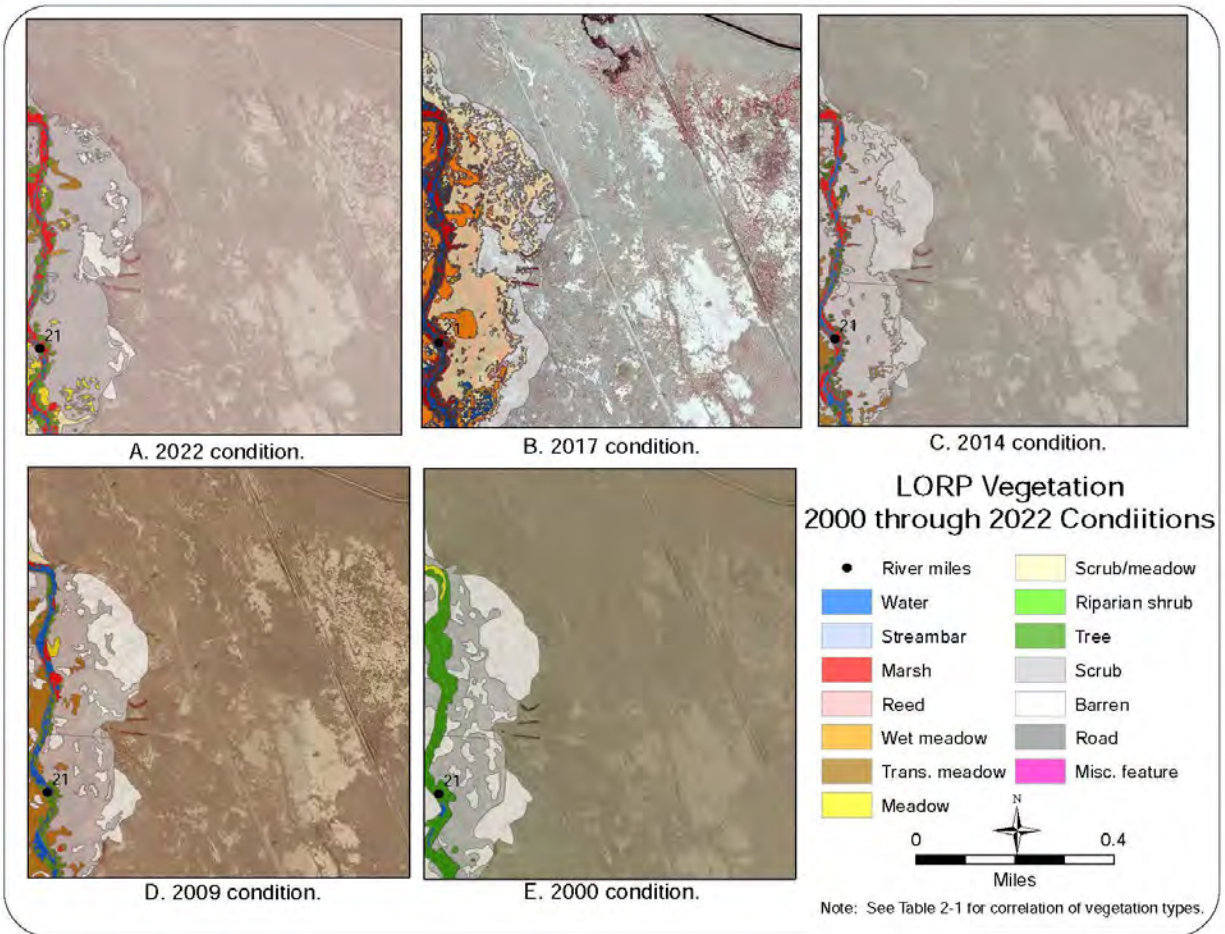 21
A. 2022 condition.
21
B. 2017 condition.
21
C. 2014 condition.
21
D. 2009 condition.
21
E. 2000 condition.
LORP Vegetation
2000 through 2022 Condiitions
River miles
Water
Streambar
Marsh
Reed
Wet meadow
Trans. meadow
Meadow
Scrub/meadow
Riparian shrub
Tree
Scrub
Barren
Road
Misc. feature
N
0 0.4
Miles
Note: See Table 2-1 for correlation of vegetation types.